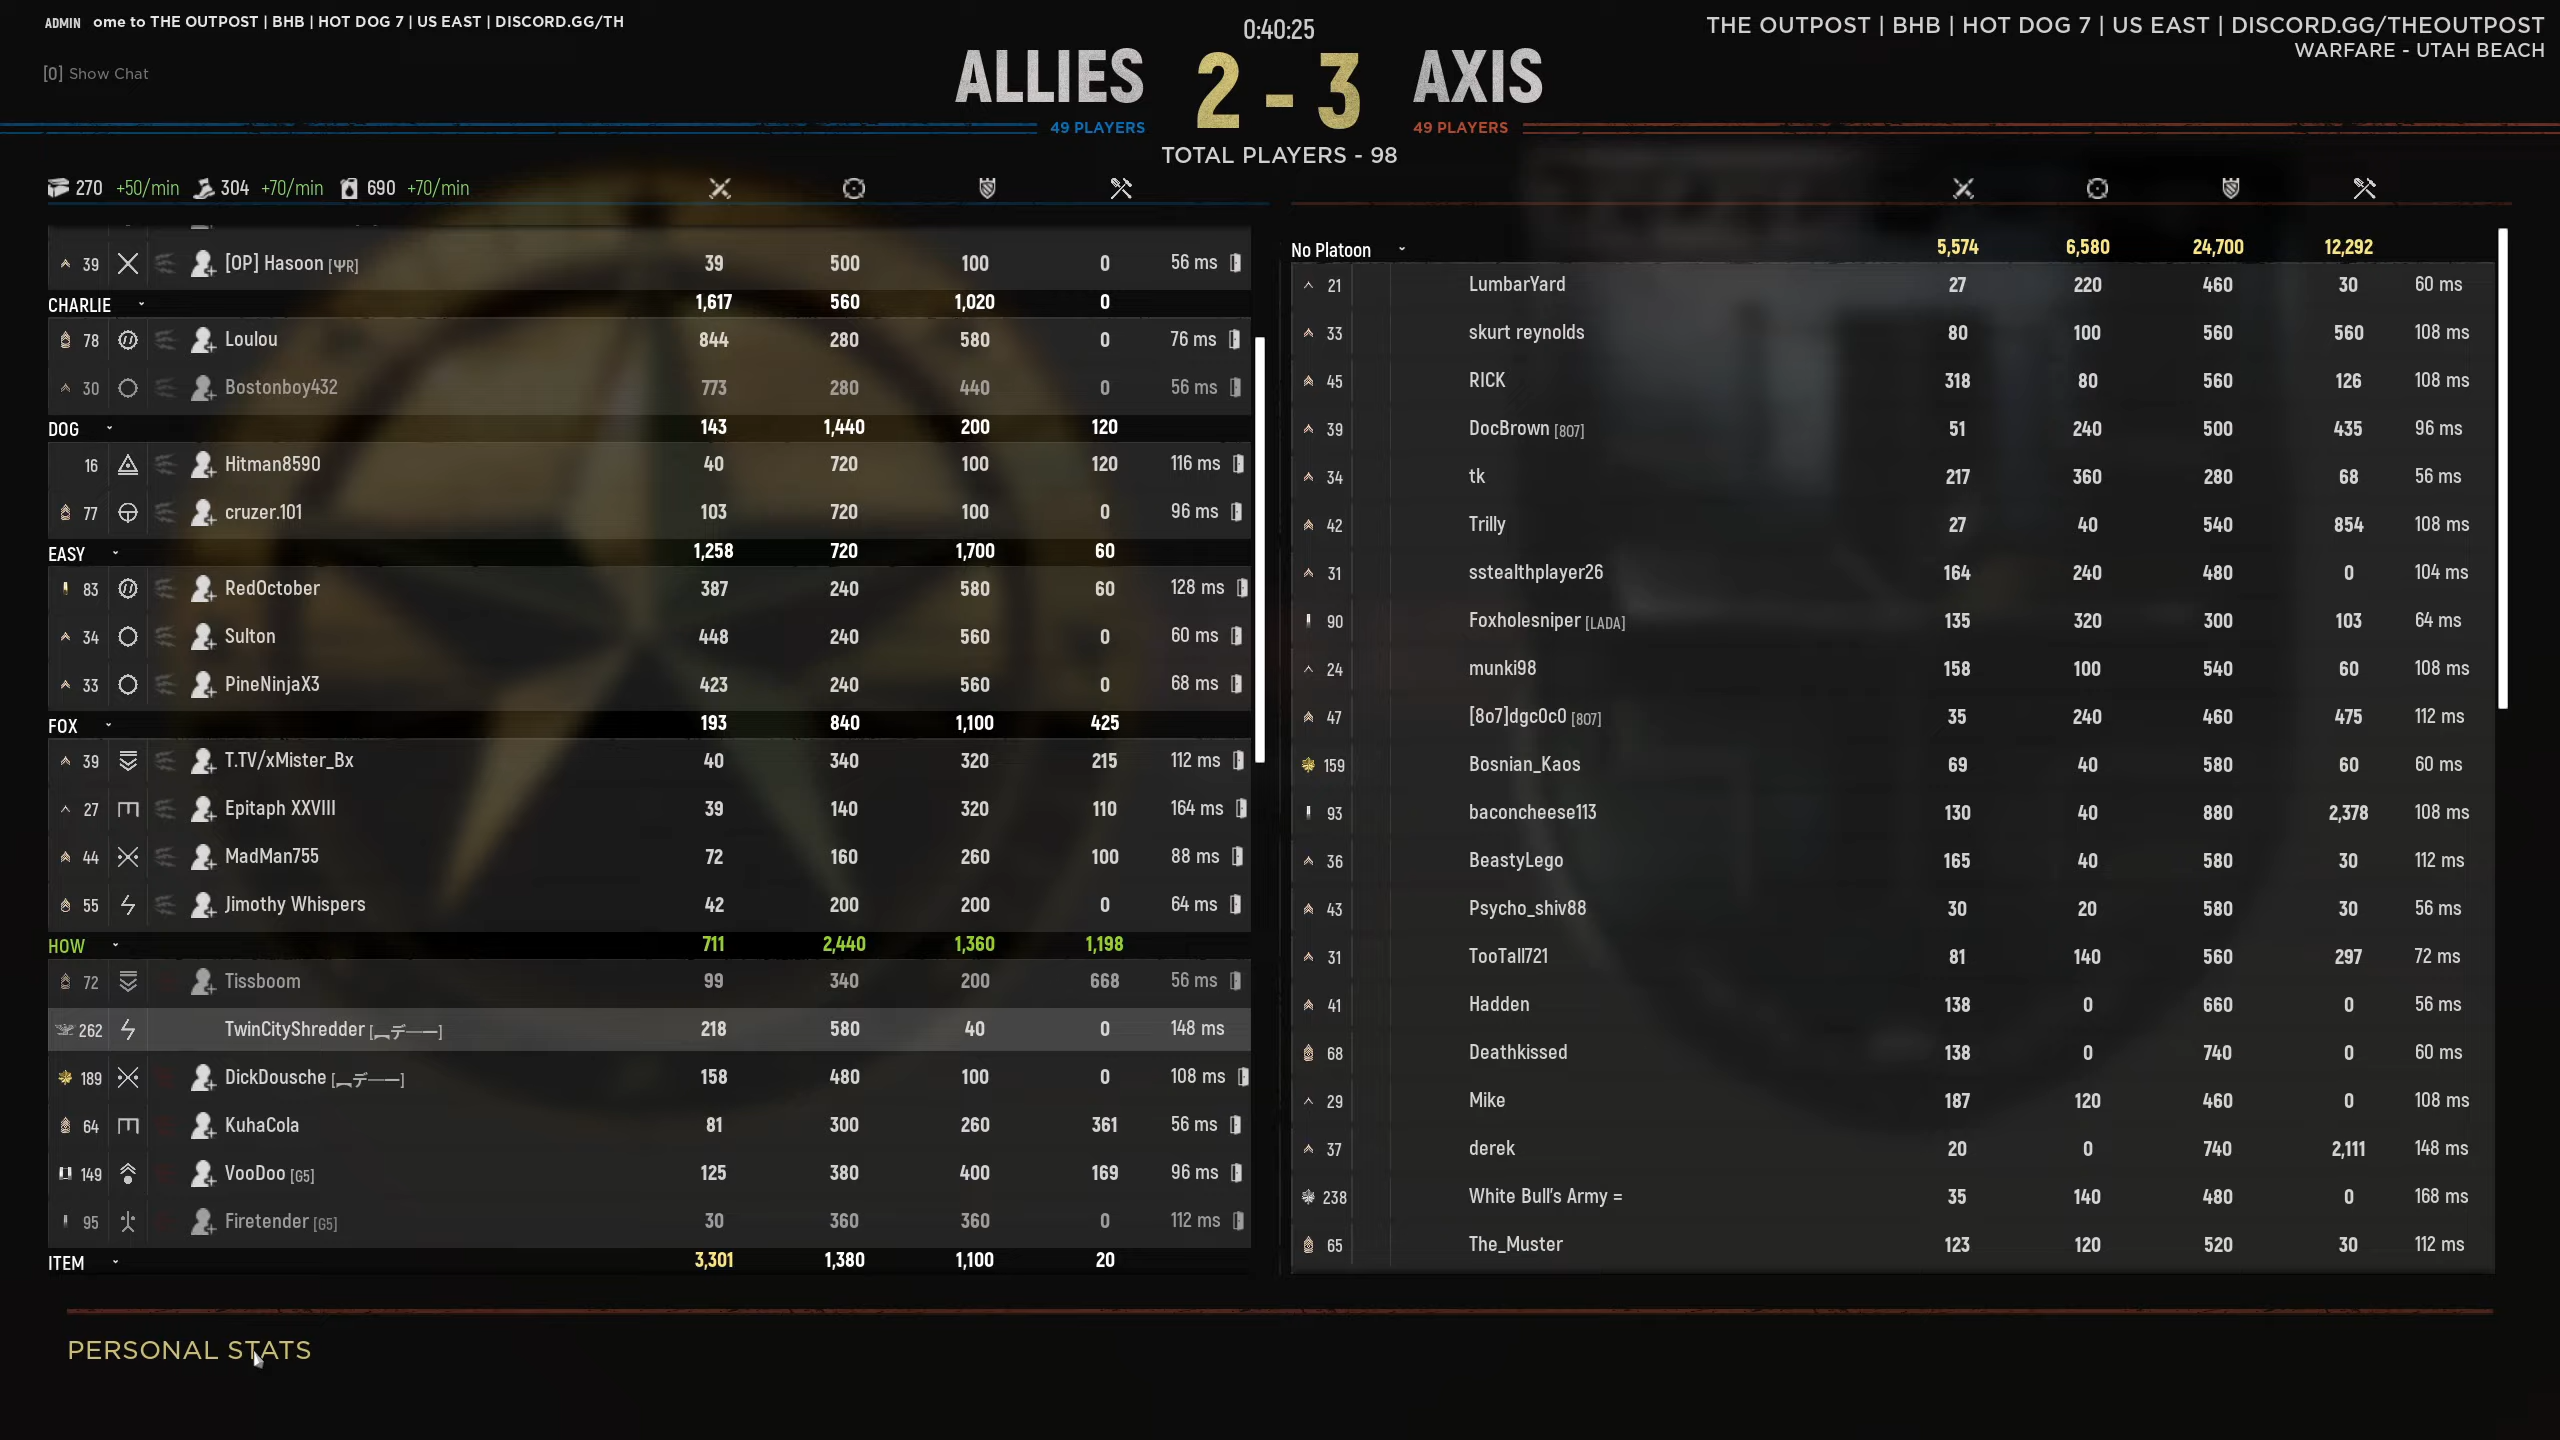 ADMIN ome to THE OUTPOST | BHB | HOT DOG 7 | US EAST | DISCORD.GG/TH
[O] Show Chat
0:40:25
ALLIES 2 - 3 AXIS
49 PLAYERS 49 PLAYERS
TOTAL PLAYERS - 98
THE OUTPOST | BHB | HOT DOG 7 | US EAST | DISCORD.GG/THEOUTPOST
WARFARE - UTAH BEACH
270 +50/min 304 +70/min 690 +70/min
39 [OP] Hasoon [ΨR] 39 500 100 0 56 ms
CHARLIE 1,617 560 1,020 0
78 Loulou 844 280 580 0 76 ms
30 Bostonboy432 773 280 440 0 56 ms
DOG 143 1,440 200 120
16 Hitman8590 40 720 100 120 116 ms
77 cruzer.101 103 720 100 0 96 ms
EASY 1,258 720 1,700 60
83 RedOctober 387 240 580 60 128 ms
34 Sulton 448 240 560 0 60 ms
33 PineNinjaX3 423 240 560 0 68 ms
FOX 193 840 1,100 425
39 T.TV/xMister_Bx 40 340 320 215 112 ms
27 Epitaph XXVIII 39 140 320 110 164 ms
44 MadMan755 72 160 260 100 88 ms
55 Jimothy Whispers 42 200 200 0 64 ms
HOW 711 2,440 1,360 1,198
72 Tissboom 99 340 200 668 56 ms
262 TwinCityShredder [︻デ══━] 218 580 40 0 148 ms
189 DickDousche [︻デ══━] 158 480 100 0 108 ms
64 KuhaCola 81 300 260 361 56 ms
149 VooDoo [G5] 125 380 400 169 96 ms
95 Firetender [G5] 30 360 360 0 112 ms
ITEM 3,301 1,380 1,100 20
No Platoon 5,574 6,580 24,700 12,292
21 LumbarYard 27 220 460 30 60 ms
33 skurt reynolds 80 100 560 560 108 ms
45 RICK 318 80 560 126 108 ms
39 DocBrown [807] 51 240 500 435 96 ms
34 tk 217 360 280 68 56 ms
42 Trilly 27 40 540 854 108 ms
31 sstealthplayer26 164 240 480 0 104 ms
90 Foxholesniper [LADA] 135 320 300 103 64 ms
24 munki98 158 100 540 60 108 ms
47 [8o7]dgc0c0 [807] 35 240 460 475 112 ms
159 Bosnian_Kaos 69 40 580 60 60 ms
93 baconcheese113 130 40 880 2,378 108 ms
36 BeastyLego 165 40 580 30 112 ms
43 Psycho_shiv88 30 20 580 30 56 ms
31 TooTall721 81 140 560 297 72 ms
41 Hadden 138 0 660 0 56 ms
68 Deathkissed 138 0 740 0 60 ms
29 Mike 187 120 460 0 108 ms
37 derek 20 0 740 2,111 148 ms
238 White Bull's Army = 35 140 480 0 168 ms
65 The_Muster 123 120 520 30 112 ms
PERSONAL STATS